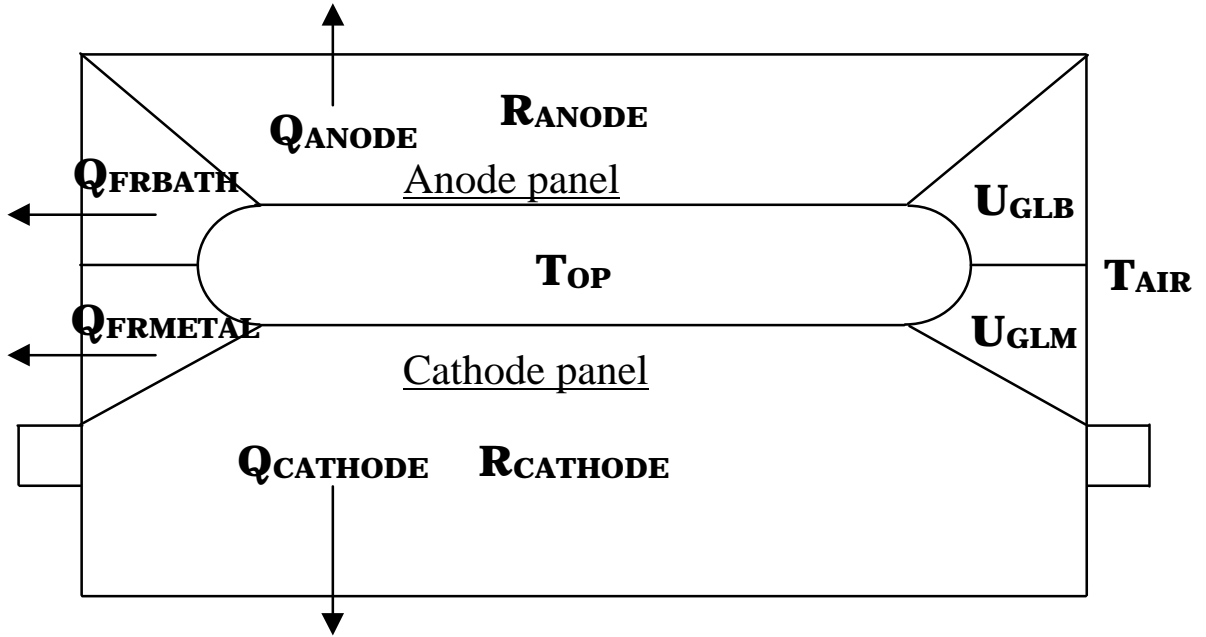 RANODE
QANODE
QFRBATH
Anode panel
UGLB
TOP
TAIR
QFRMETAL
UGLM
Cathode panel
QCATHODE
RCATHODE